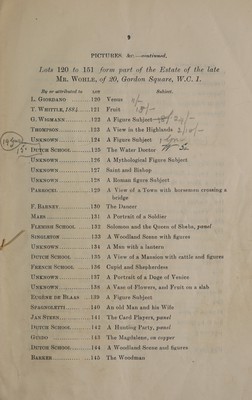 9
PICTURES, &c.—continued.
Lots 120 to 151 form part of the Estate of the late
MR. WOHLE, of 20, Gordon Square, W.C. 1.
By or attributed to LOT Subject.
L. GIORDANO 120 Venus
T. WHITTLE, 1884 121 Fruit
G. WIGMANN 122 A Figure Subject
THOMPSON 123 A View in the Highlands
UNKNOWN 124 A Figure Subject
DUTCH SCHOOL 125 The Water Doctor
UNKNOWN 126 A Mythological Figure Subject
UNKNOWN 127 Saint and Bishop
UNKNOWN 128 A Roman figure Subject
PARROCEL 129 A View of a Town with horsemen crossing a
bridge
F. BARNEY 130 The Dancer
MAES 131 A Portrait of a Soldier
FLEMISH SCHOOL 132 Solomon and the Queen of Sheba, panel
SINGLETON 133 A Woodland Scene with figures
UNKNOWN 134 A Man with a lantern
DUTCH SCHOOL 135 A View of a Mansion with cattle and figures
FRENCH SCHOOL 136 Cupid and Shepherdess
UNKNOWN 137 A Portrait of a Doge of Venice
UNKNOWN 138 A Vase of Flowers, and Fruit on a slab
EUGÈNE DE BLAAS 139 A Figure Subject
SPAGNOLETTI 140 An old Man and his Wife
JAN STEEN 141 The Card Players, panel
DUTCH SCHOOL 142 A Hunting Party, panel
GUIDO 143 The Magdalene, on copper
DUTCH SCHOOL 144 A Woodland Scene and figures
BARKER 145 The Woodman